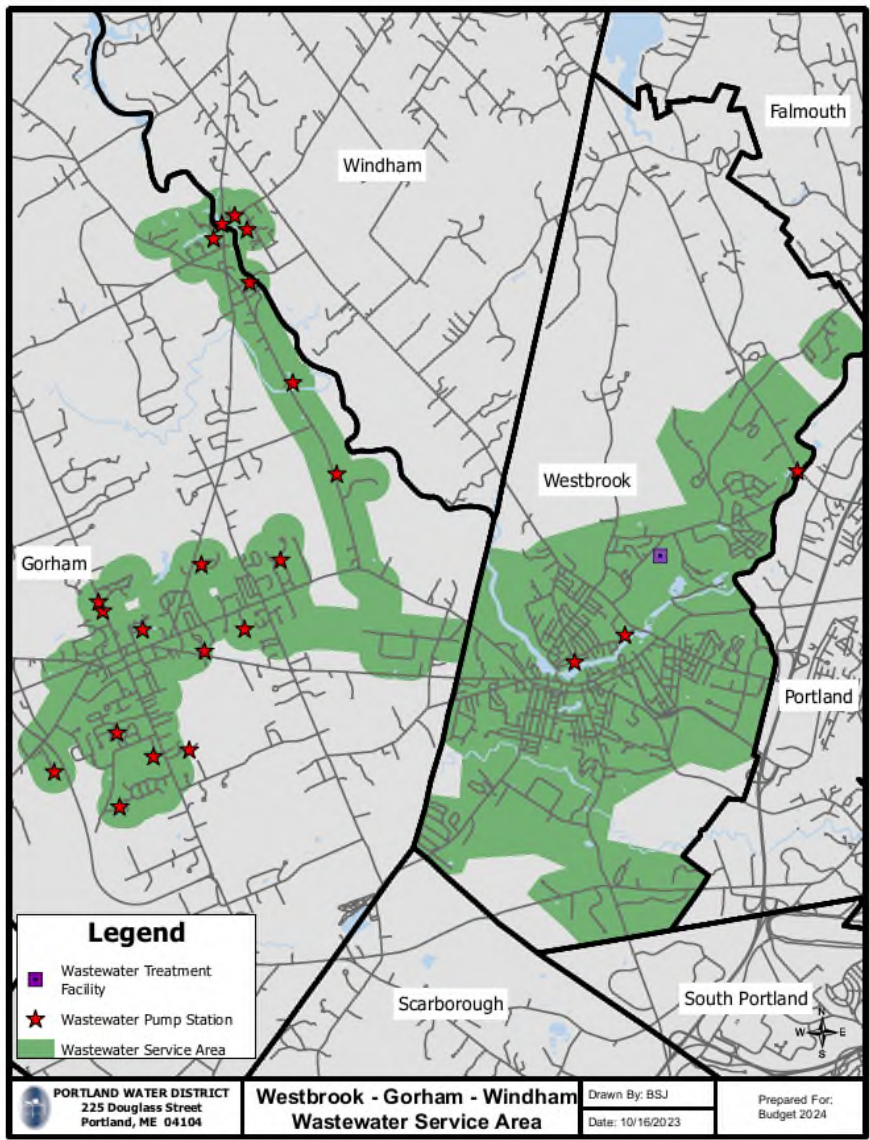 Falmouth
Windham
Westbrook
Gorham
Portland
Legend
Wastewater Treatment
Facility
Wastewater Pump Station
Wastewater Service Area
Scarborough
South Portland
N
W E
S
PORTLAND WATER DISTRICT
225 Douglass Street
Portland, ME 04104
Westbrook - Gorham - Windham
Wastewater Service Area
Drawn By: BSJ
Date: 10/16/2023
Prepared For:
Budget 2024